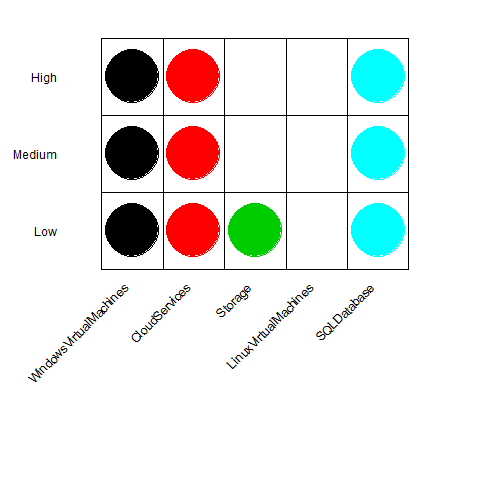 High
Medium
Low
WindowsVirtualMachines
CloudServices
Storage
LinuxVirtualMachines
SQLDatabase